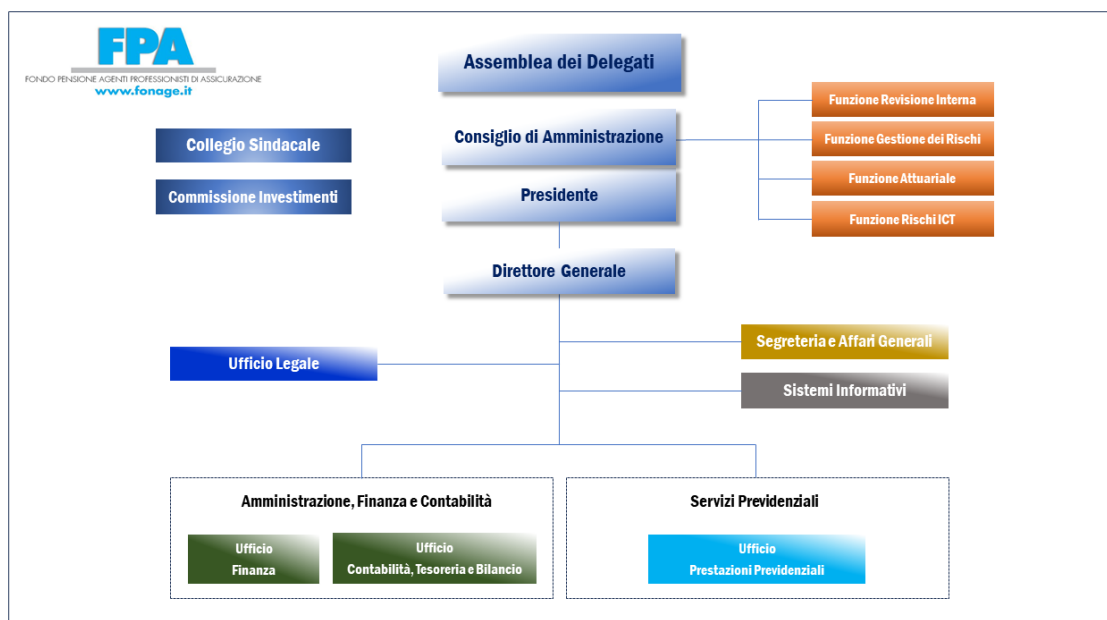 FPA
FONDO PENSIONE AGENTI PROFESSIONISTI DI ASSICURAZIONE
www.fonage.it
Assemblea dei Delegati
Consiglio di Amministrazione
Presidente
Direttore Generale
Collegio Sindacale
Commissione Investimenti
Funzione Revisione Interna
Funzione Gestione dei Rischi
Funzione Attuariale
Funzione Rischi ICT
Ufficio Legale
Segreteria e Affari Generali
Sistemi Informativi
Amministrazione, Finanza e Contabilità
Ufficio
Finanza
Ufficio
Contabilità, Tesoreria e Bilancio
Servizi Previdenziali
Ufficio
Prestazioni Previdenziali